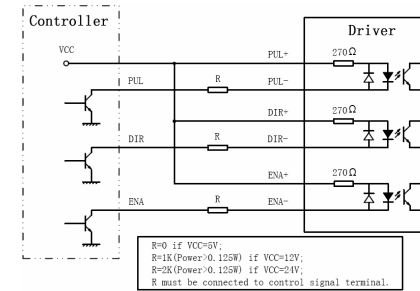 Controller
Driver
VCC
PUL+
270Ω
PUL
R
PUL-
DIR+
270Ω
DIR
R
DIR-
ENA+
270Ω
ENA
R
ENA-
R=0 if VCC=5V;
R=1K(Power>0.125W) if VCC=12V;
R=2K(Power>0.125W) if VCC=24V;
R must be connected to control signal terminal.